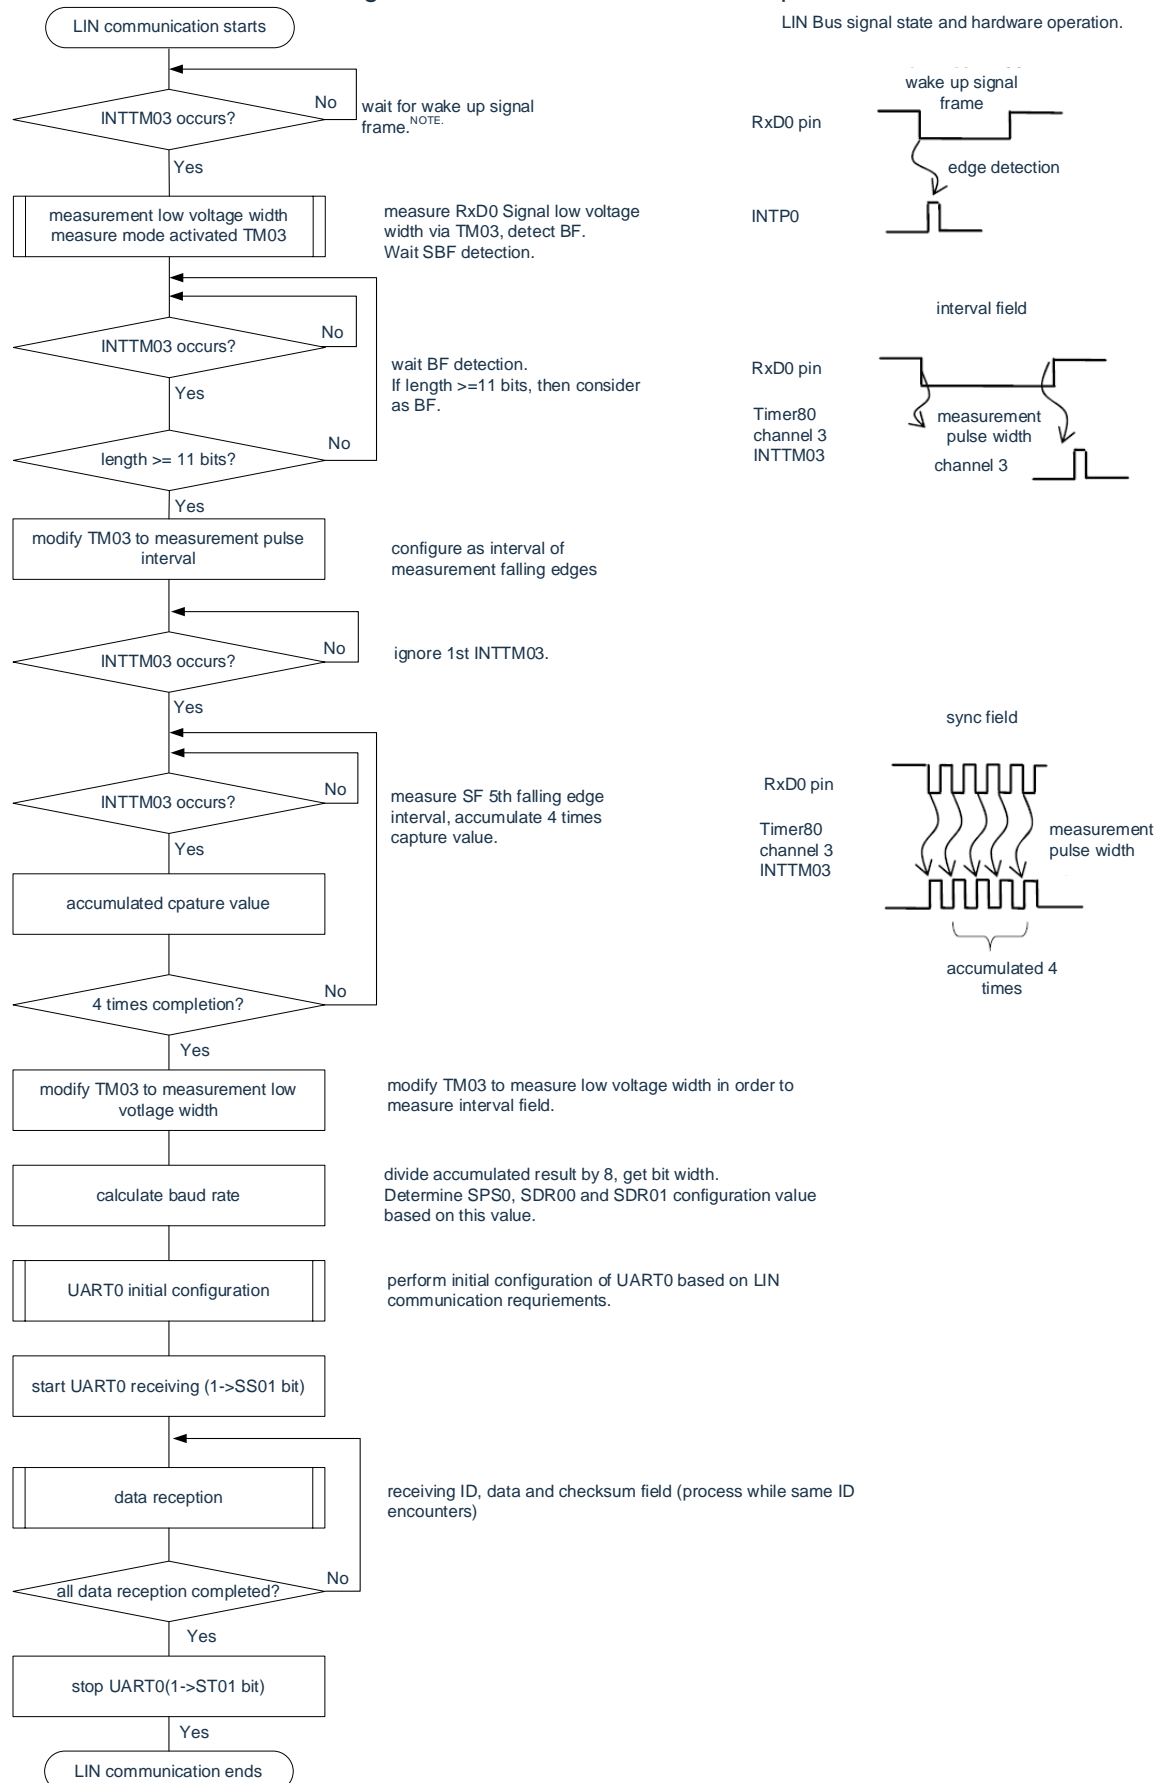 LIN communication starts
LIN Bus signal state and hardware operation.
INTTM03 occurs?
No
wait for wake up signal
frame.NOTE.
Yes
wake up signal
frame
RxD0 pin
edge detection
INTP0
measurement low voltage width
measure mode activated TM03
measure RxD0 Signal low voltage
width via TM03, detect BF.
Wait SBF detection.
INTTM03 occurs?
No
Yes
wait BF detection.
If length >=11 bits, then consider
as BF.
length >= 11 bits?
No
Yes
interval field
RxD0 pin
Timer80
channel 3
INTTM03
measurement
pulse width
channel 3
modify TM03 to measurement pulse
interval
configure as interval of
measurement falling edges
INTTM03 occurs?
No
ignore 1st INTTM03.
Yes
INTTM03 occurs?
No
Yes
measure SF 5th falling edge
interval, accumulate 4 times
capture value.
sync field
RxD0 pin
Timer80
channel 3
INTTM03
measurement
pulse width
accumulated 4
times
accumulated cpature value
4 times completion?
No
Yes
modify TM03 to measurement low
votlage width
modify TM03 to measure low voltage width in order to
measure interval field.
calculate baud rate
divide accumulated result by 8, get bit width.
Determine SPS0, SDR00 and SDR01 configuration value
based on this value.
UART0 initial configuration
perform initial configuration of UART0 based on LIN
communication requriements.
start UART0 receiving (1->SS01 bit)
data reception
receiving ID, data and checksum field (process while same ID
encounters)
all data reception completed?
No
Yes
stop UART0(1->ST01 bit)
Yes
LIN communication ends